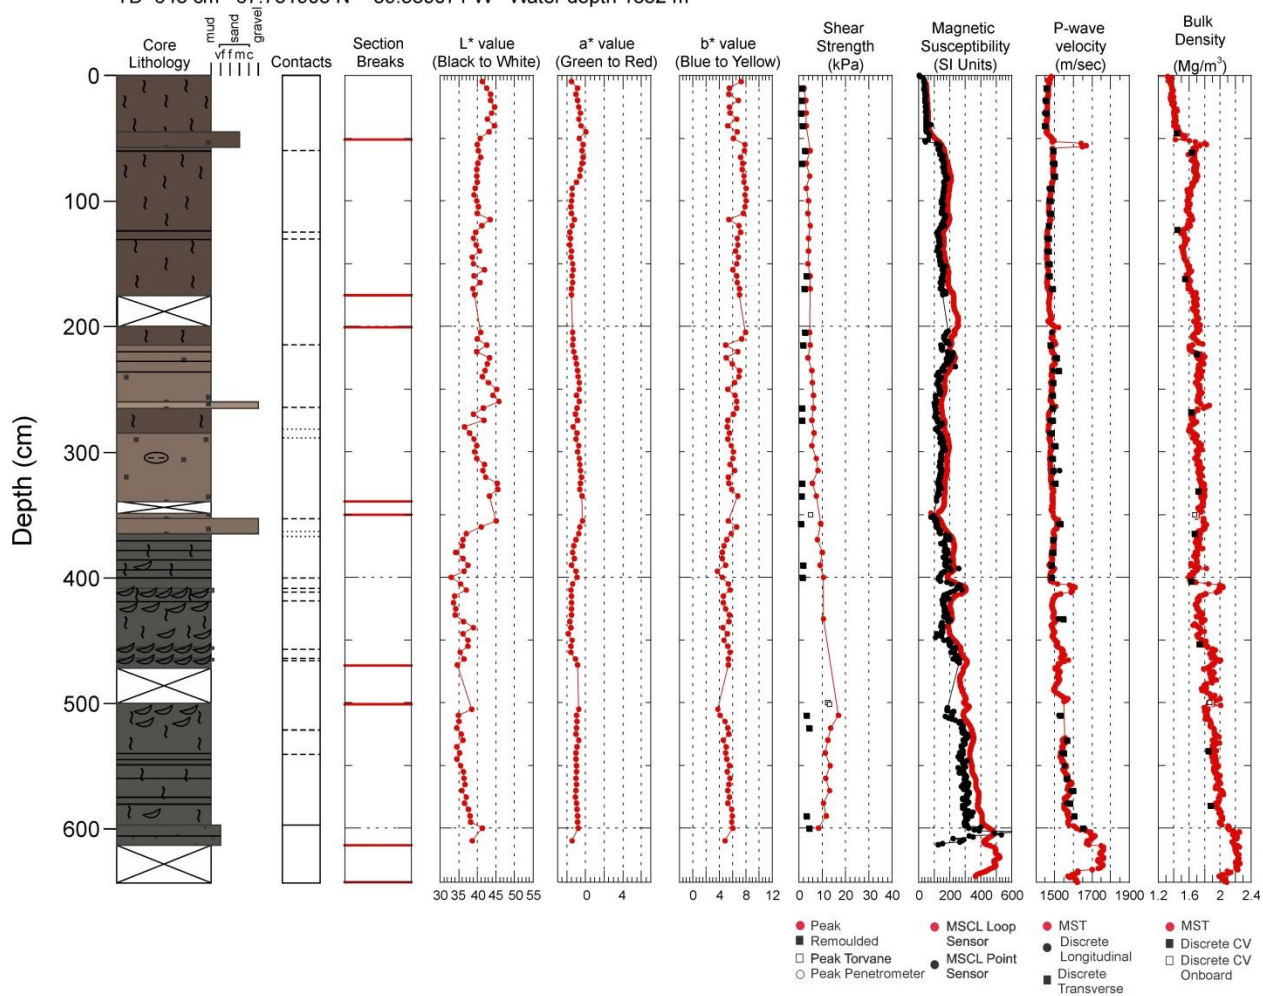 mud
sand
gravel
vf f m c
Core
Lithology
Contacts
Section
Breaks
L* value
(Black to White)
a* value
(Green to Red)
b* value
(Blue to Yellow)
Shear
Strength
(kPa)
Magnetic
Susceptibility
(SI Units)
P-wave
velocity
(m/sec)
Bulk
Density
(Mg/m³)
Depth (cm)
0
100
200
300
400
500
600
30 35 40 45 50 55
0 4
0 4 8 12
0 10 20 30 40
0 200 400 600
1500 1700 1900
1.2 1.6 2 2.4
Peak
Remoulded
Peak Torvane
Peak Penetrometer
MSCL Loop
Sensor
MSCL Point
Sensor
MST
Discrete
Longitudinal
Discrete
Transverse
MST
Discrete CV
Discrete CV
Onboard